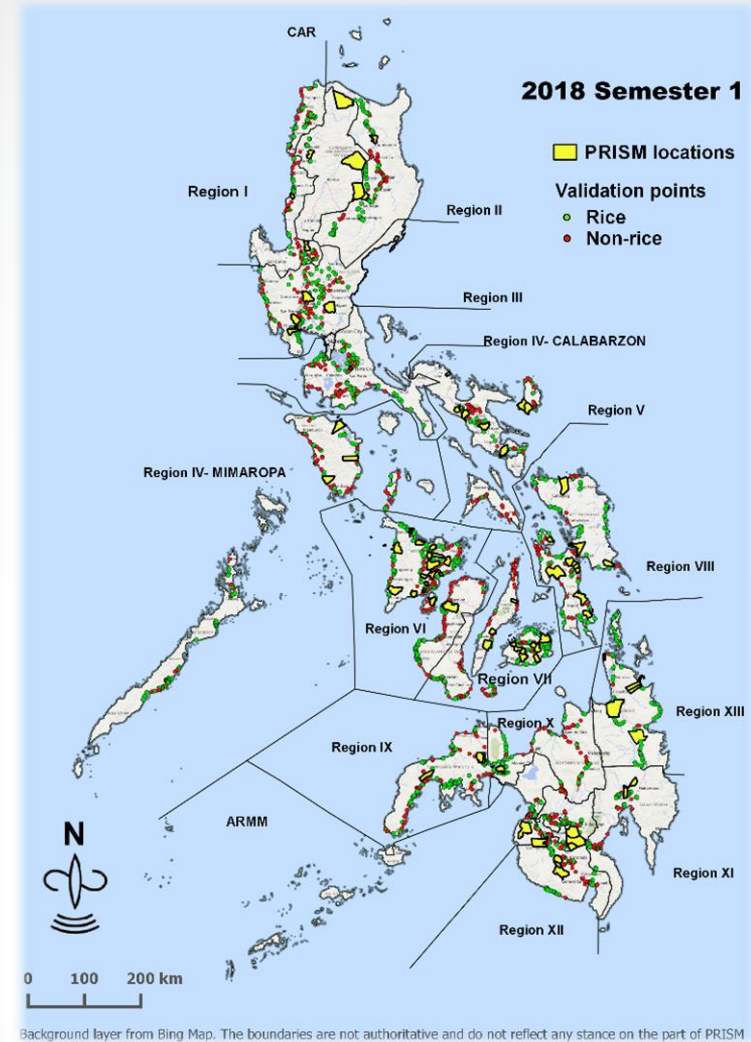 CAR
2018 Semester 1
PRISM locations
Validation points
Rice
Non-rice
Region I
Region II
Region III
Region IV- CALABARZON
Region V
Region IV- MIMAROPA
Region VIII
Region VI
Region VII
Region X
Region XIII
Region IX
ARMM
N
Region XI
Region XII
0 100 200 km
Background layer from Bing Map. The boundaries are not authoritative and do not reflect any stance on the part of PRISM